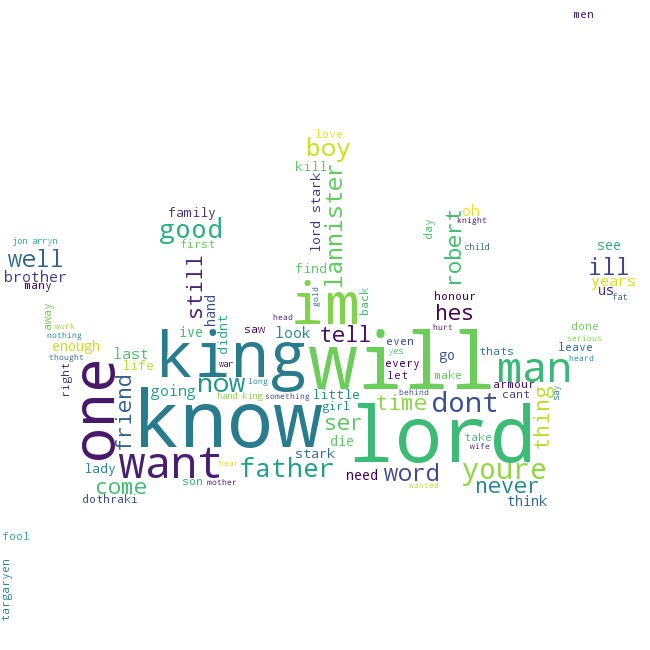 men
love
boy
kill
lord stark
lannister
family
good
first
oh
knight
robert
day
child
jon arryn
well
brother
many
see
ill
years
us
fat
still
hand
find
im
gold
back
honour
hes
hurt
head
away
work
nothing
enough
thought
right
ive
didnt
saw
look
tell
even
yes
every
let
go
make
thats
done
serious
leave
heard
last
life
king
war
will
man
one
friend
going
now
long
hand king
something
little
girl
know
time
behind
dont
armour
cant
say
thing
ser
die
lord
take
wife
youre
want
hear
father
stark
need
word
wanted
never
think
lady
come
dothraki
son
mother
fool
targaryen